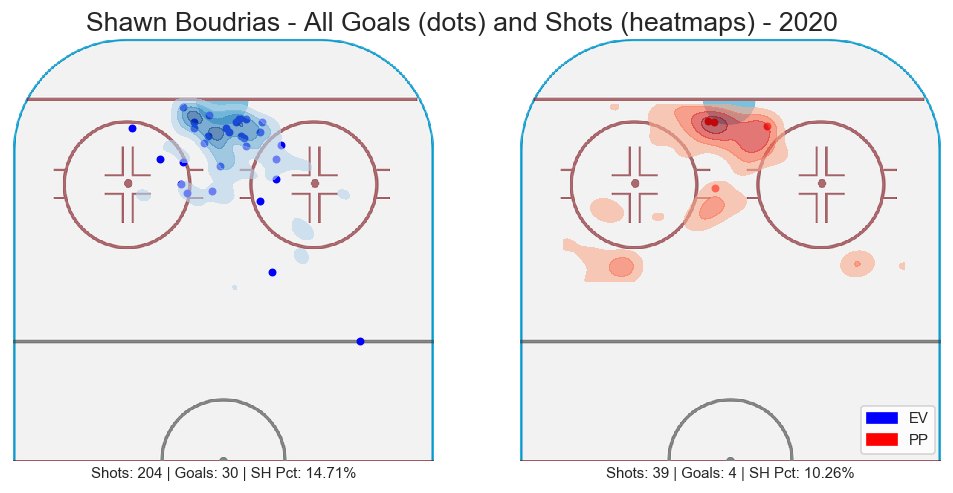 Shawn Boudrias - All Goals (dots) and Shots (heatmaps) - 2020
EV
PP
Shots: 204 | Goals: 30 | SH Pct: 14.71%
Shots: 39 | Goals: 4 | SH Pct: 10.26%